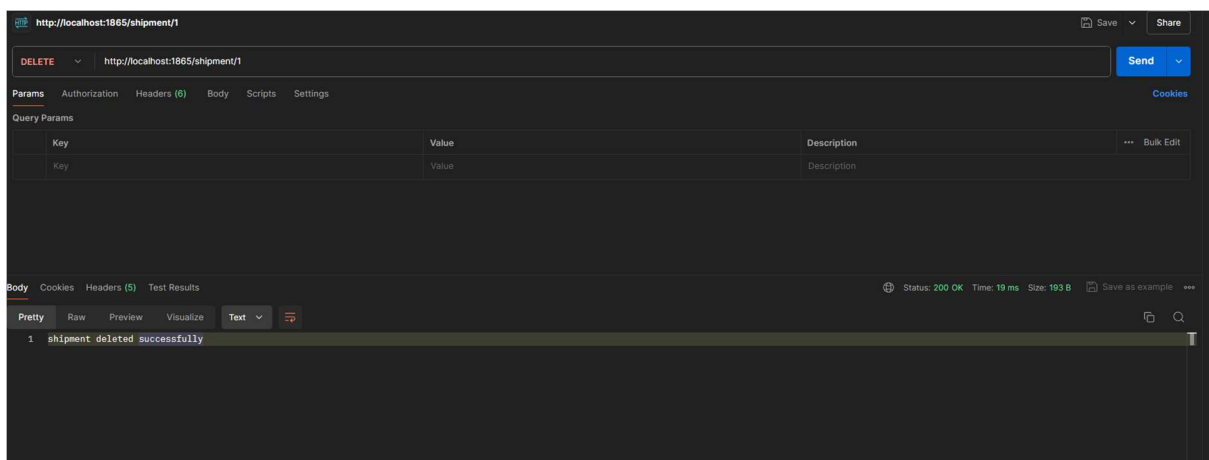 HTTP http://localhost:1865/shipment/1 Save Share
DELETE http://localhost:1865/shipment/1 Send
Params Authorization Headers (6) Body Scripts Settings Cookies
Query Params
Key Value Description ••• Bulk Edit
Key Value Description
Body Cookies Headers (5) Test Results Status: 200 OK Time: 19 ms Size: 193 B Save as example
Pretty Raw Preview Visualize Text
1 shipment deleted successfully